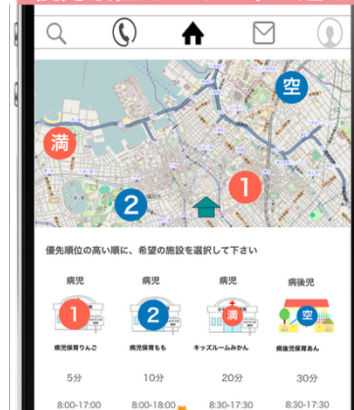 空
満
1
2
優先順位の高い順に、希望の施設を選択して下さい
病児 病児 病児 病後児
1 2 満 空
病児保育りんご 病児保育もも キッズルームみかん 病後児保育あん
5分 10分 20分 30分
8:00-17:00 8:00-18:00 8:30-17:30 8:30-17:30